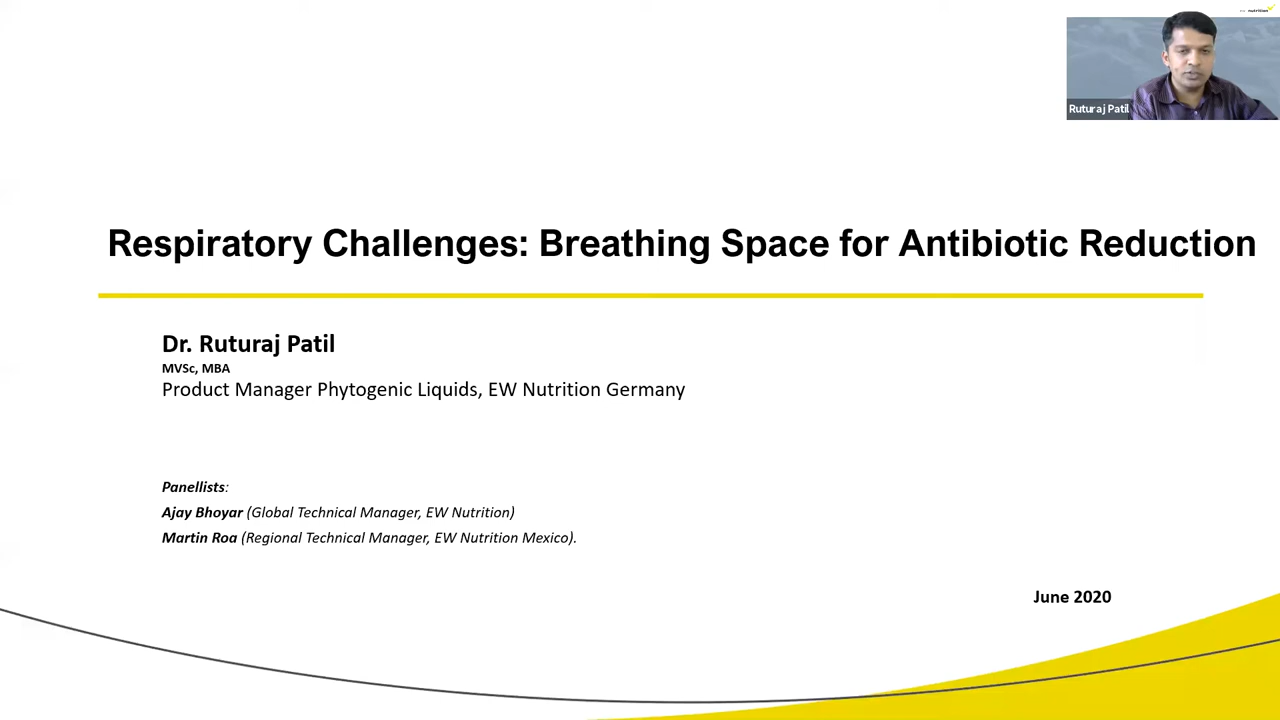 nutrition
Ruturaj Patil
Respiratory Challenges: Breathing Space for Antibiotic Reduction
Dr. Ruturaj Patil
MVSc, MBA
Product Manager Phytogenic Liquids, EW Nutrition Germany
Panellists:
Ajay Bhoyar (Global Technical Manager, EW Nutrition)
Martin Roa (Regional Technical Manager, EW Nutrition Mexico).
June 2020